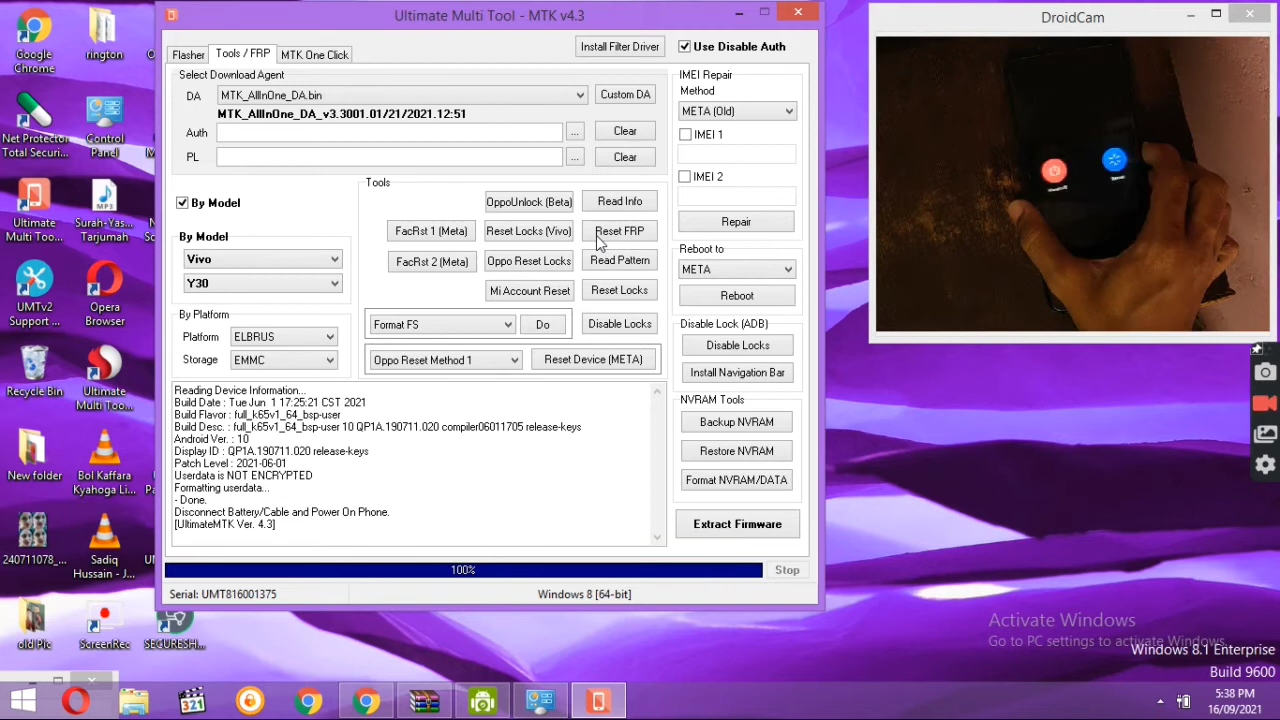 Ultimate Multi Tool - MTK v4.3
Flasher
Tools / FRP
MTK One Click
Install Filter Driver
Use Disable Auth
Select Download Agent
DA
MTK_AllInOne_DA.bin
Custom DA
MTK_AllInOne_DA_v3.3001.01/21/2021.12:51
Auth
...
Clear
PL
...
Clear
By Model
By Model
Vivo
Y30
By Platform
Platform
ELBRUS
Storage
EMMC
Tools
OppoUnlock (Beta)
Read Info
FacRst 1 (Meta)
Reset Locks (Vivo)
Reset FRP
FacRst 2 (Meta)
Oppo Reset Locks
Read Pattern
Mi Account Reset
Reset Locks
Format FS
Do
Disable Locks
Oppo Reset Method 1
Reset Device (META)
IMEI Repair
Method
META (Old)
IMEI 1
IMEI 2
Repair
Reboot to
META
Reboot
Disable Lock (ADB)
Disable Locks
Install Navigation Bar
NVRAM Tools
Backup NVRAM
Restore NVRAM
Format NVRAM/DATA
Extract Firmware
Reading Device Information...
Build Date : Tue Jun 1 17:25:21 CST 2021
Build Flavor : full_k65v1_64_bsp-user
Build Desc. : full_k65v1_64_bsp-user 10 QP1A.190711.020 compiler06011705 release-keys
Android Ver. : 10
Display ID : QP1A.190711.020 release-keys
Patch Level : 2021-06-01
Userdata is NOT ENCRYPTED
Formatting userdata...
- Done.
Disconnect Battery/Cable and Power On Phone.
[UltimateMTK Ver. 4.3]
100%
Stop
Serial: UMT816001375
Windows 8 [64-bit]
DroidCam
Google
Chrome
rington
Net Protector
Total Securi...
Control
Panel
Ultimate
Multi Tool...
Surah-Yas...
Tarjumah
UMTv2
Support ...
Opera
Browser
Recycle Bin
Ultimate
Multi Too...
New folder
Bol Kaffara
Kyahoga Li...
240711078_...
Sadiq
Hussain - J...
old Pic
ScreenRec
SECURESH...
Activate Windows
Go to PC settings to activate Windows.
Windows 8.1 Enterprise
Build 9600
321
5:38 PM
16/09/2021